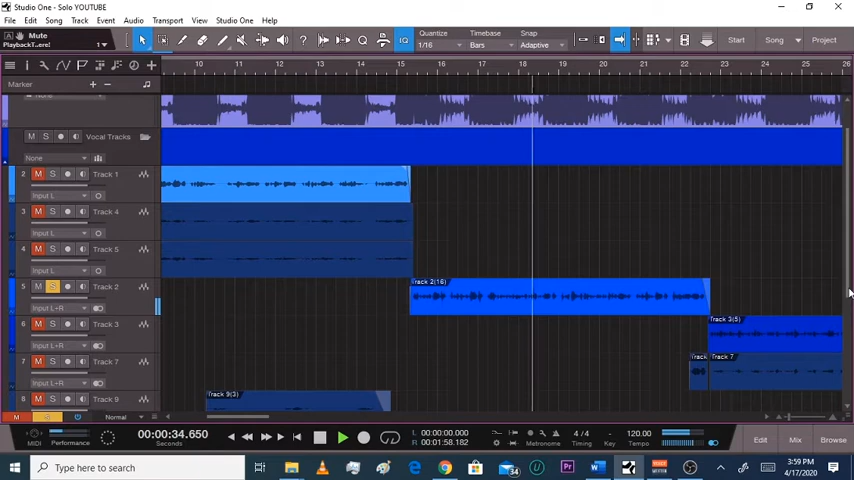 Studio One - Solo YOUTUBE
File Edit Song Track Event Audio Transport View Studio One Help
Mute
PlaybackT...ere!
1
Quantize
1/16
Timebase
Bars
Snap
Adaptive
IQ
Start
Song
Project
10 11 12 13 14 15 16 17 18 19 20 21 22 23 24 25 26
Marker
M S Vocal Tracks
None
2 M S Track 1
Input L
3 M S Track 4
Input L
4 M S Track 5
Input L
5 M S Track 2
Input L+R
6 M S Track 3
Input L+R
7 M S Track 7
Input L+R
8 M S Track 9
Track 2(16)
Track 3(5)
Track
Track 7
Track 9(3)
M S Normal
MIDI
Performance
00:00:34.650
Seconds
L 00:00:00.000
R 00:01:58.182
Metronome
4 / 4
Timing
-
Key
120.00
Tempo
Edit
Mix
Browse
Type here to search
34
3:59 PM
4/17/2020